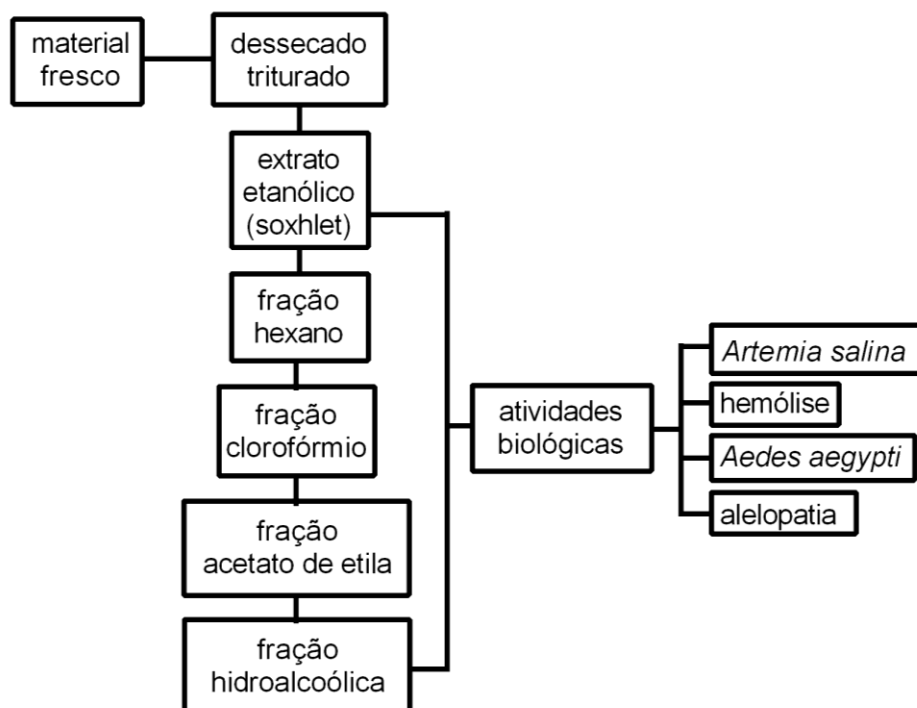 material
fresco
dessecado
triturado
extrato
etanólico
(soxhlet)
fração
hexano
fração
clorofórmio
fração
acetato de etila
fração
hidroalcoólica
atividades
biológicas
Artemia salina
hemólise
Aedes aegypti
alelopatia